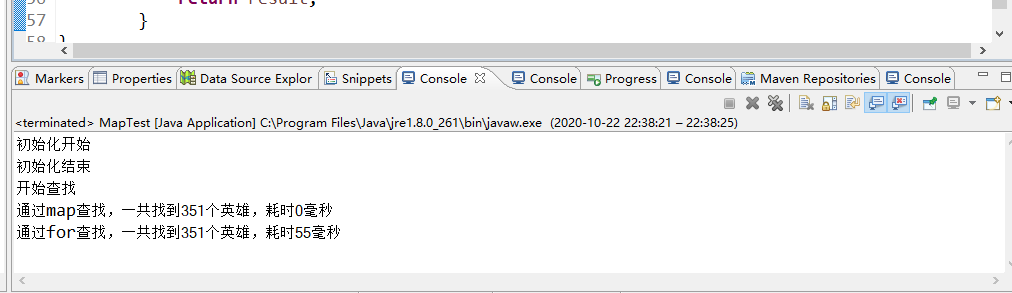 return result;
57 }
58 }
Markers Properties Data Source Explor Snippets Console Console Progress Console Maven Repositories Console
<terminated> MapTest [Java Application] C:\Program Files\Java\jre1.8.0_261\bin\javaw.exe (2020-10-22 22:38:21 – 22:38:25)
初始化开始
初始化结束
开始查找
通过map查找，一共找到351个英雄，耗时0毫秒
通过for查找，一共找到351个英雄，耗时55毫秒